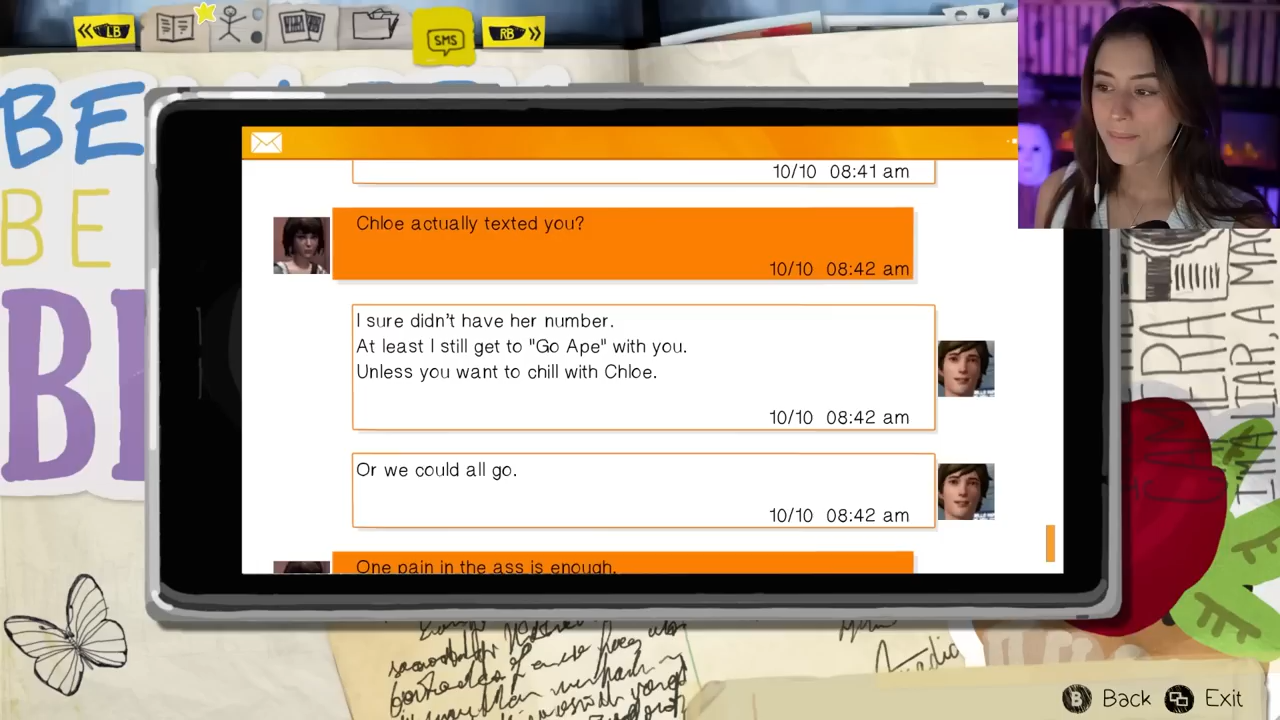 LB
SMS
RB
BE
BE
10/10 08:41 am
Chloe actually texted you?
10/10 08:42 am
I sure didn't have her number.
At least I still get to "Go Ape" with you.
Unless you want to chill with Chloe.
10/10 08:42 am
Or we could all go.
10/10 08:42 am
One pain in the ass is enough.
B Back
Exit